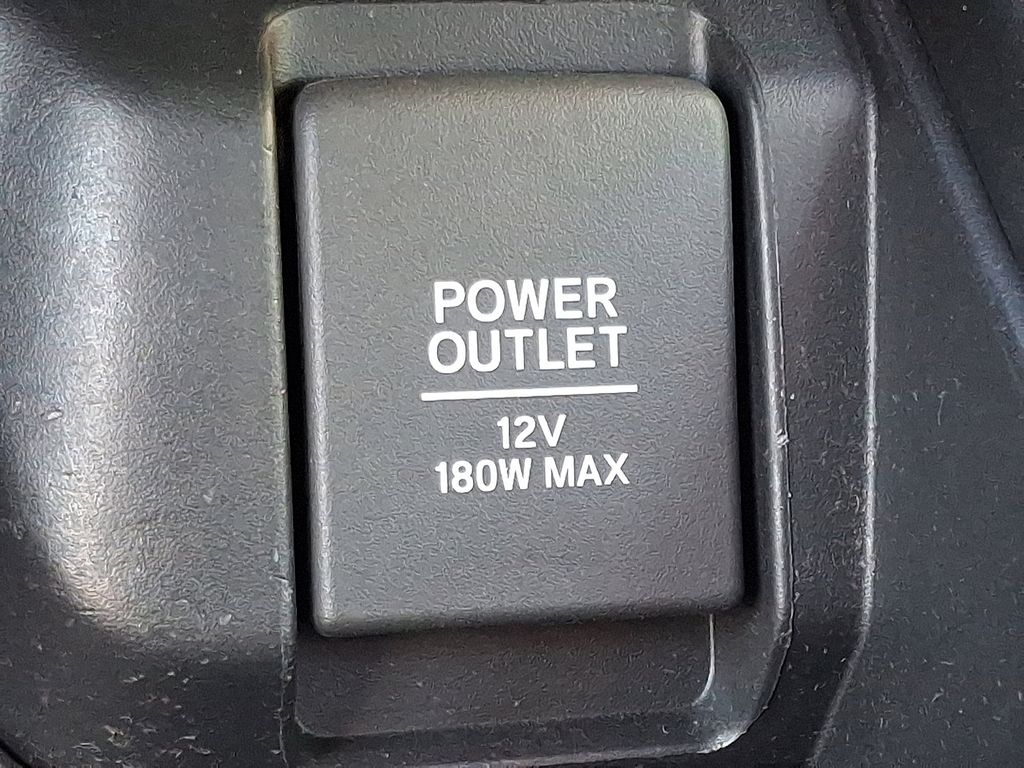 POWER
OUTLET
12V
180W MAX